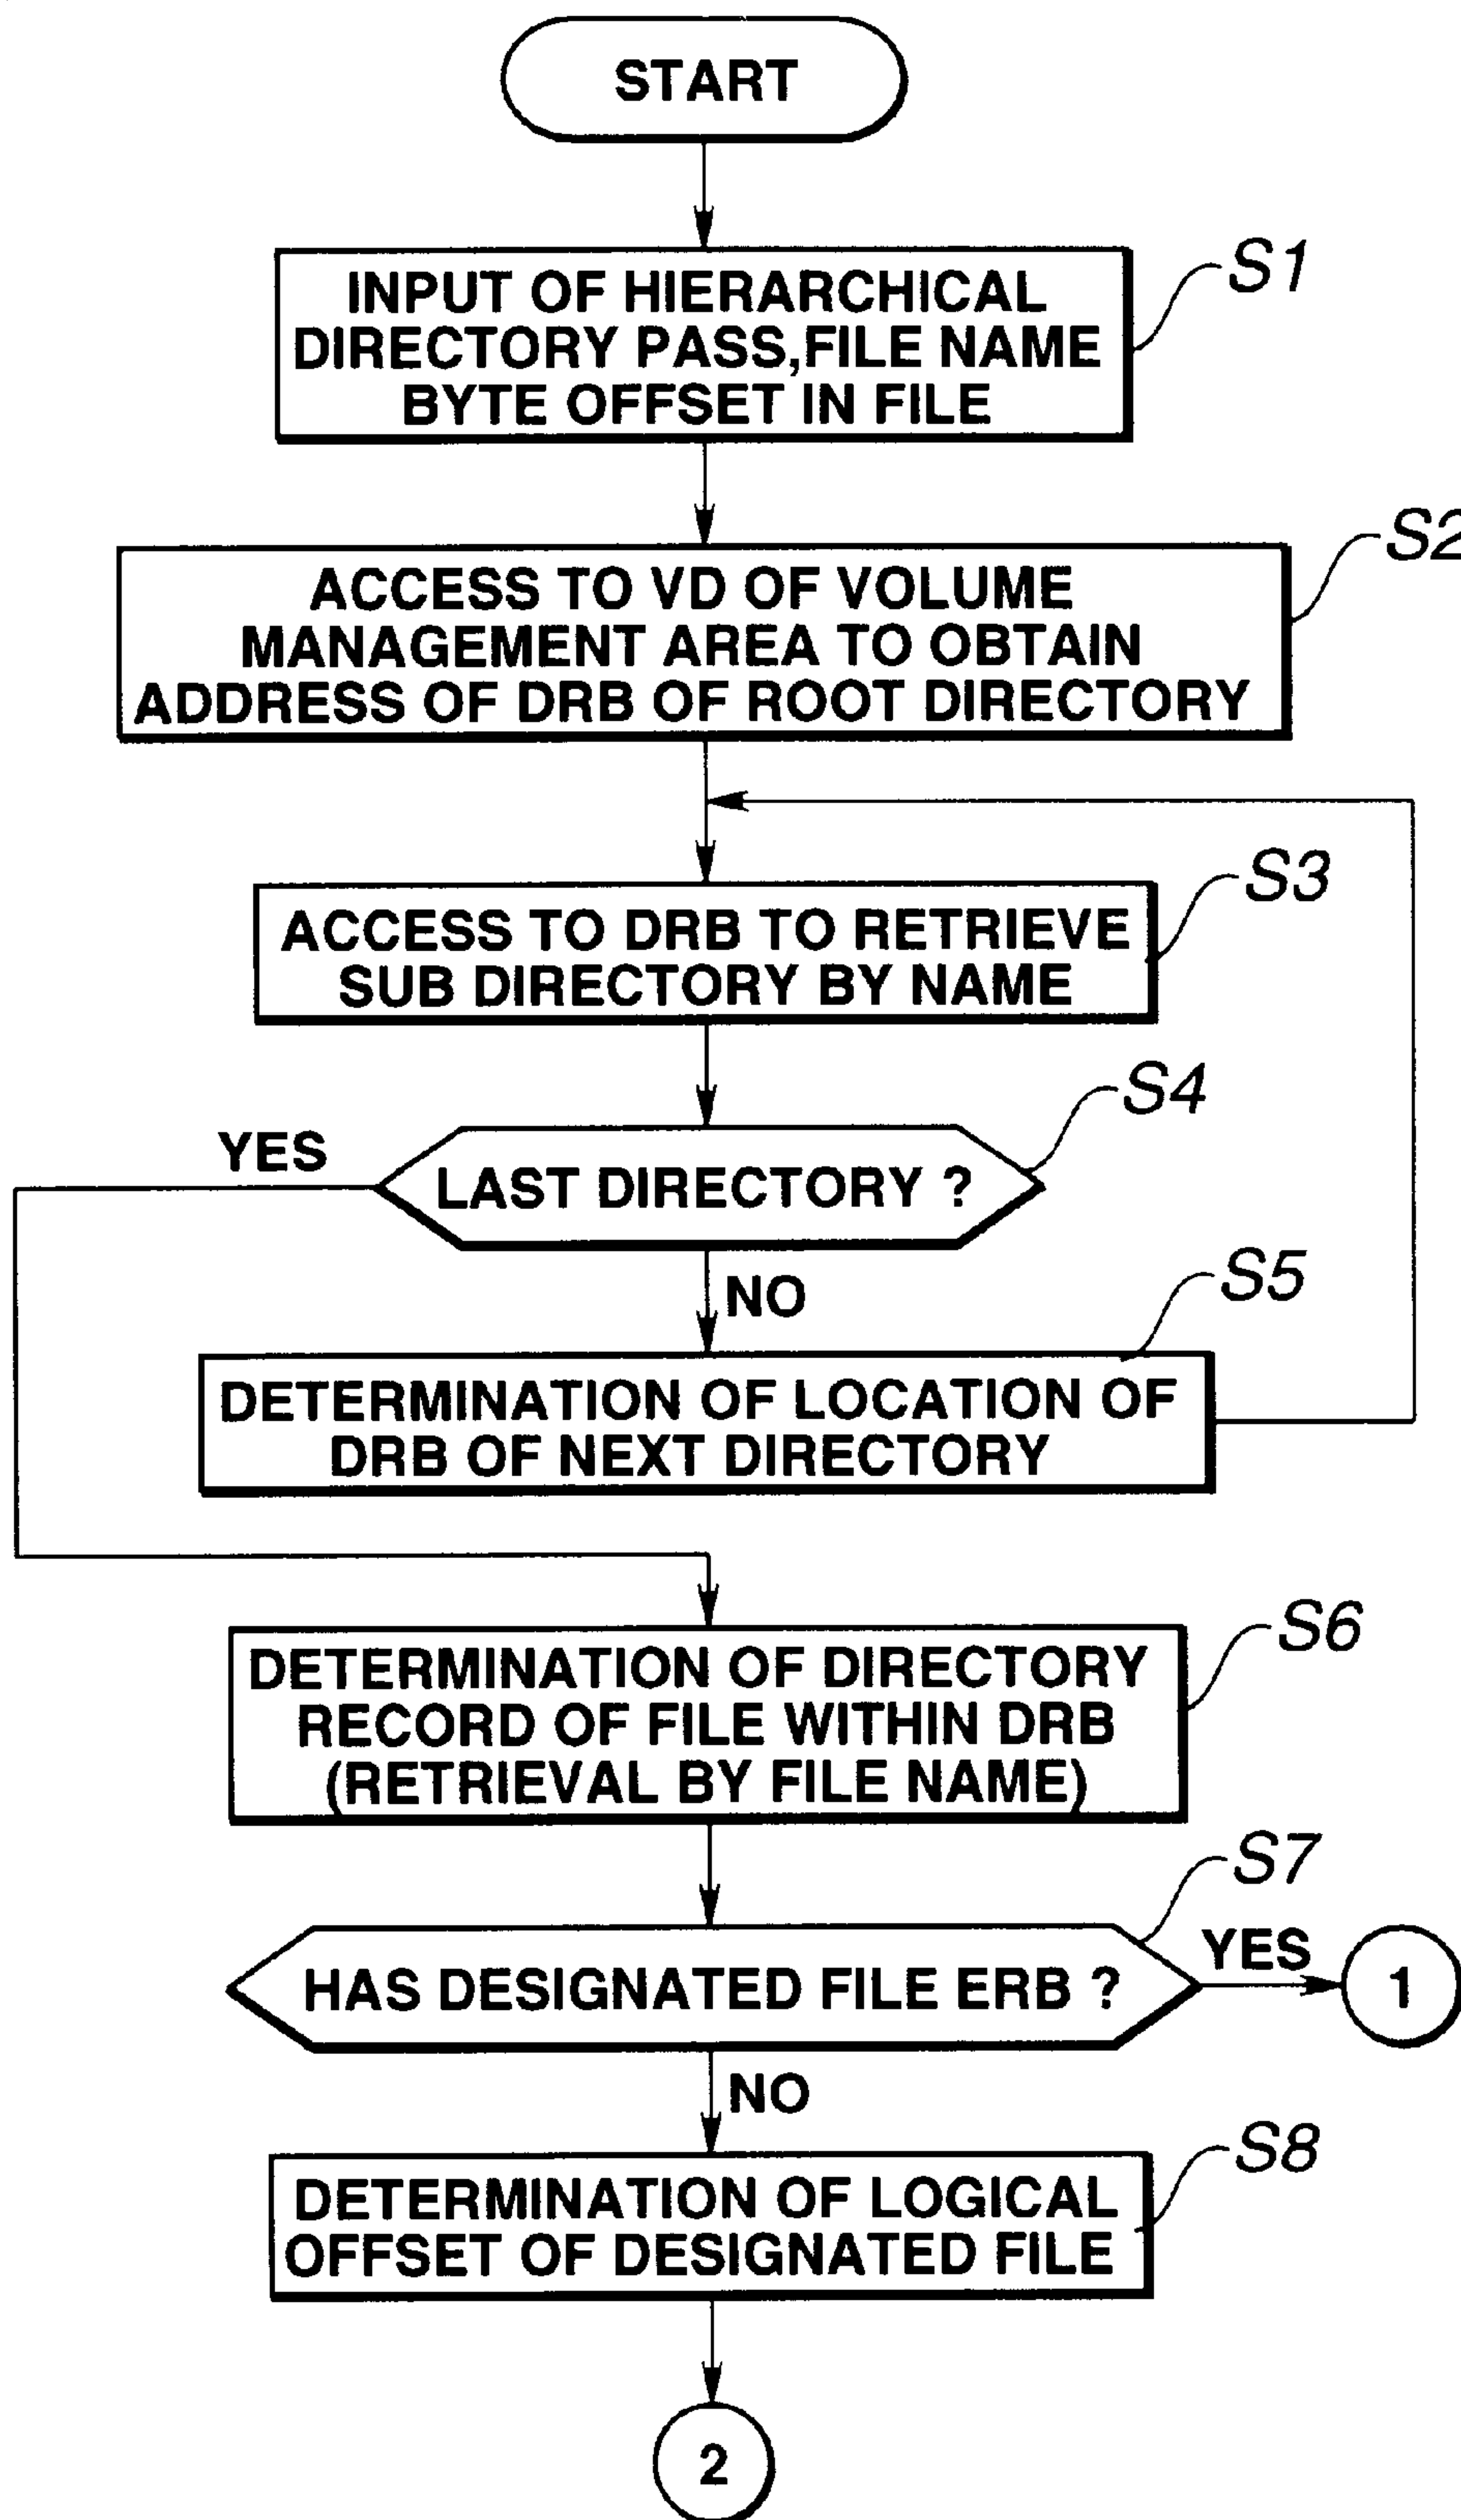 START
S1
INPUT OF HIERARCHICAL
DIRECTORY PASS,FILE NAME
BYTE OFFSET IN FILE
S2
ACCESS TO VD OF VOLUME
MANAGEMENT AREA TO OBTAIN
ADDRESS OF DRB OF ROOT DIRECTORY
S3
ACCESS TO DRB TO RETRIEVE
SUB DIRECTORY BY NAME
S4
YES
LAST DIRECTORY ?
NO
S5
DETERMINATION OF LOCATION OF
DRB OF NEXT DIRECTORY
S6
DETERMINATION OF DIRECTORY
RECORD OF FILE WITHIN DRB
(RETRIEVAL BY FILE NAME)
S7
YES
HAS DESIGNATED FILE ERB ?
1
NO
S8
DETERMINATION OF LOGICAL
OFFSET OF DESIGNATED FILE
2